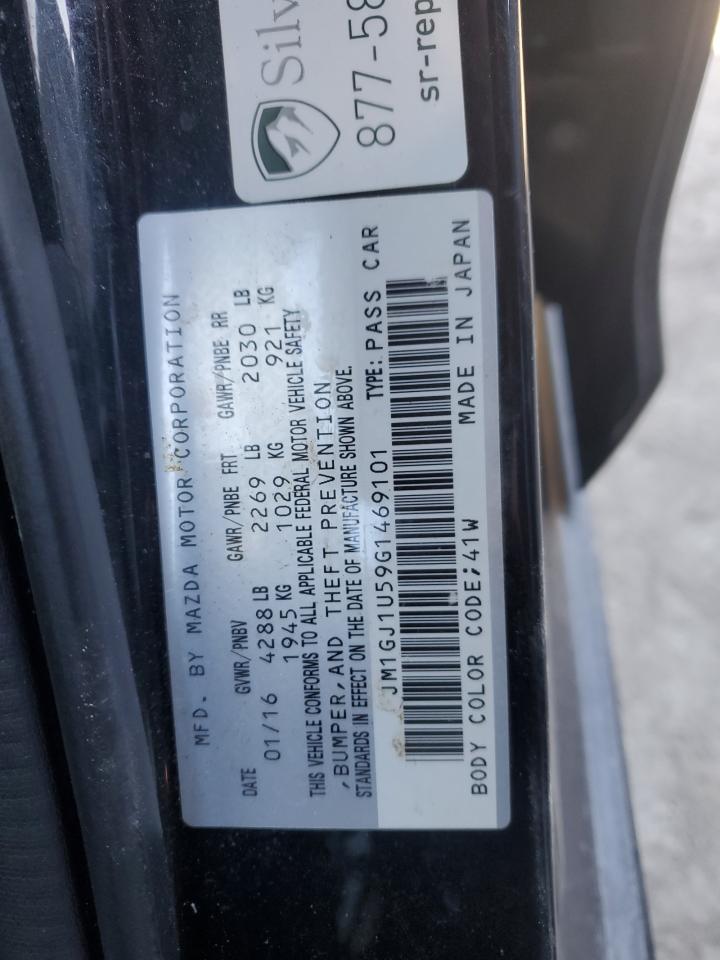 Silv
877-58
sr-rep
MFD. BY MAZDA MOTOR CORPORATION
DATE GVWR/PNBV GAWR/PNBE FRT GAWR/PNBE RR
01/16 4288 LB 2269 LB 2030 LB
1945 KG 1029 KG 921 KG
THIS VEHICLE CONFORMS TO ALL APPLICABLE FEDERAL MOTOR VEHICLE SAFETY
,BUMPER,AND THEFT PREVENTION
STANDARDS IN EFFECT ON THE DATE OF MANUFACTURE SHOWN ABOVE.
JM1GJ1U59G1469101 TYPE: PASS CAR
BODY COLOR CODE;41W MADE IN JAPAN